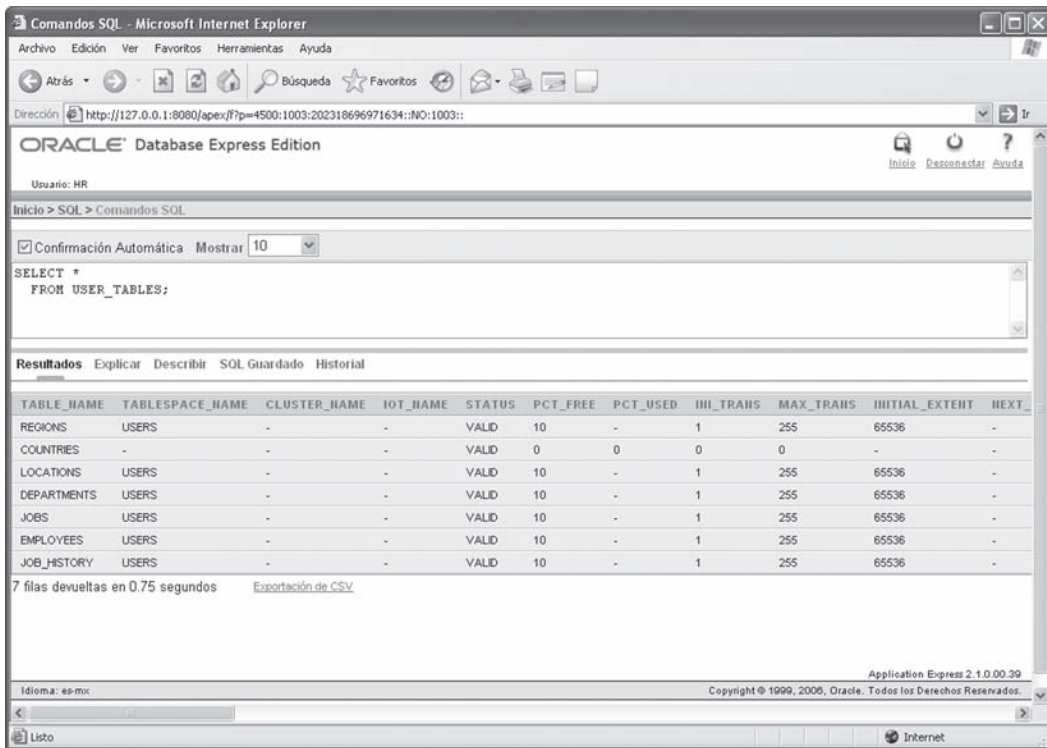 Comandos SQL - Microsoft Internet Explorer
Archivo Edición Ver Favoritos Herramientas Ayuda
Atrás Búsqueda Favoritos
Dirección http://127.0.0.1:8080/apex/f?p=4500:1003:202318696971634::NO:1003:: Ir
ORACLE Database Express Edition
Inicio Desconectar Ayuda
Usuario: HR
Inicio > SQL > Comandos SQL
Confirmación Automática Mostrar 10
SELECT *
FROM USER_TABLES;
Resultados Explicar Describir SQL Guardado Historial
TABLE_NAME TABLESPACE_NAME CLUSTER_NAME IOT_NAME STATUS PCT_FREE PCT_USED INI_TRANS MAX_TRANS INITIAL_EXTENT NEXT_
REGIONS USERS - - VALID 10 - 1 255 65536 -
COUNTRIES - - - VALID 0 0 0 0 - -
LOCATIONS USERS - - VALID 10 - 1 255 65536 -
DEPARTMENTS USERS - - VALID 10 - 1 255 65536 -
JOBS USERS - - VALID 10 - 1 255 65536 -
EMPLOYEES USERS - - VALID 10 - 1 255 65536 -
JOB_HISTORY USERS - - VALID 10 - 1 255 65536 -
7 filas devueltas en 0.75 segundos Exportación de CSV
Application Express 2.1.0.00.39
Idioma: es-mx Copyright © 1999, 2006, Oracle. Todos los Derechos Reservados.
Listo Internet